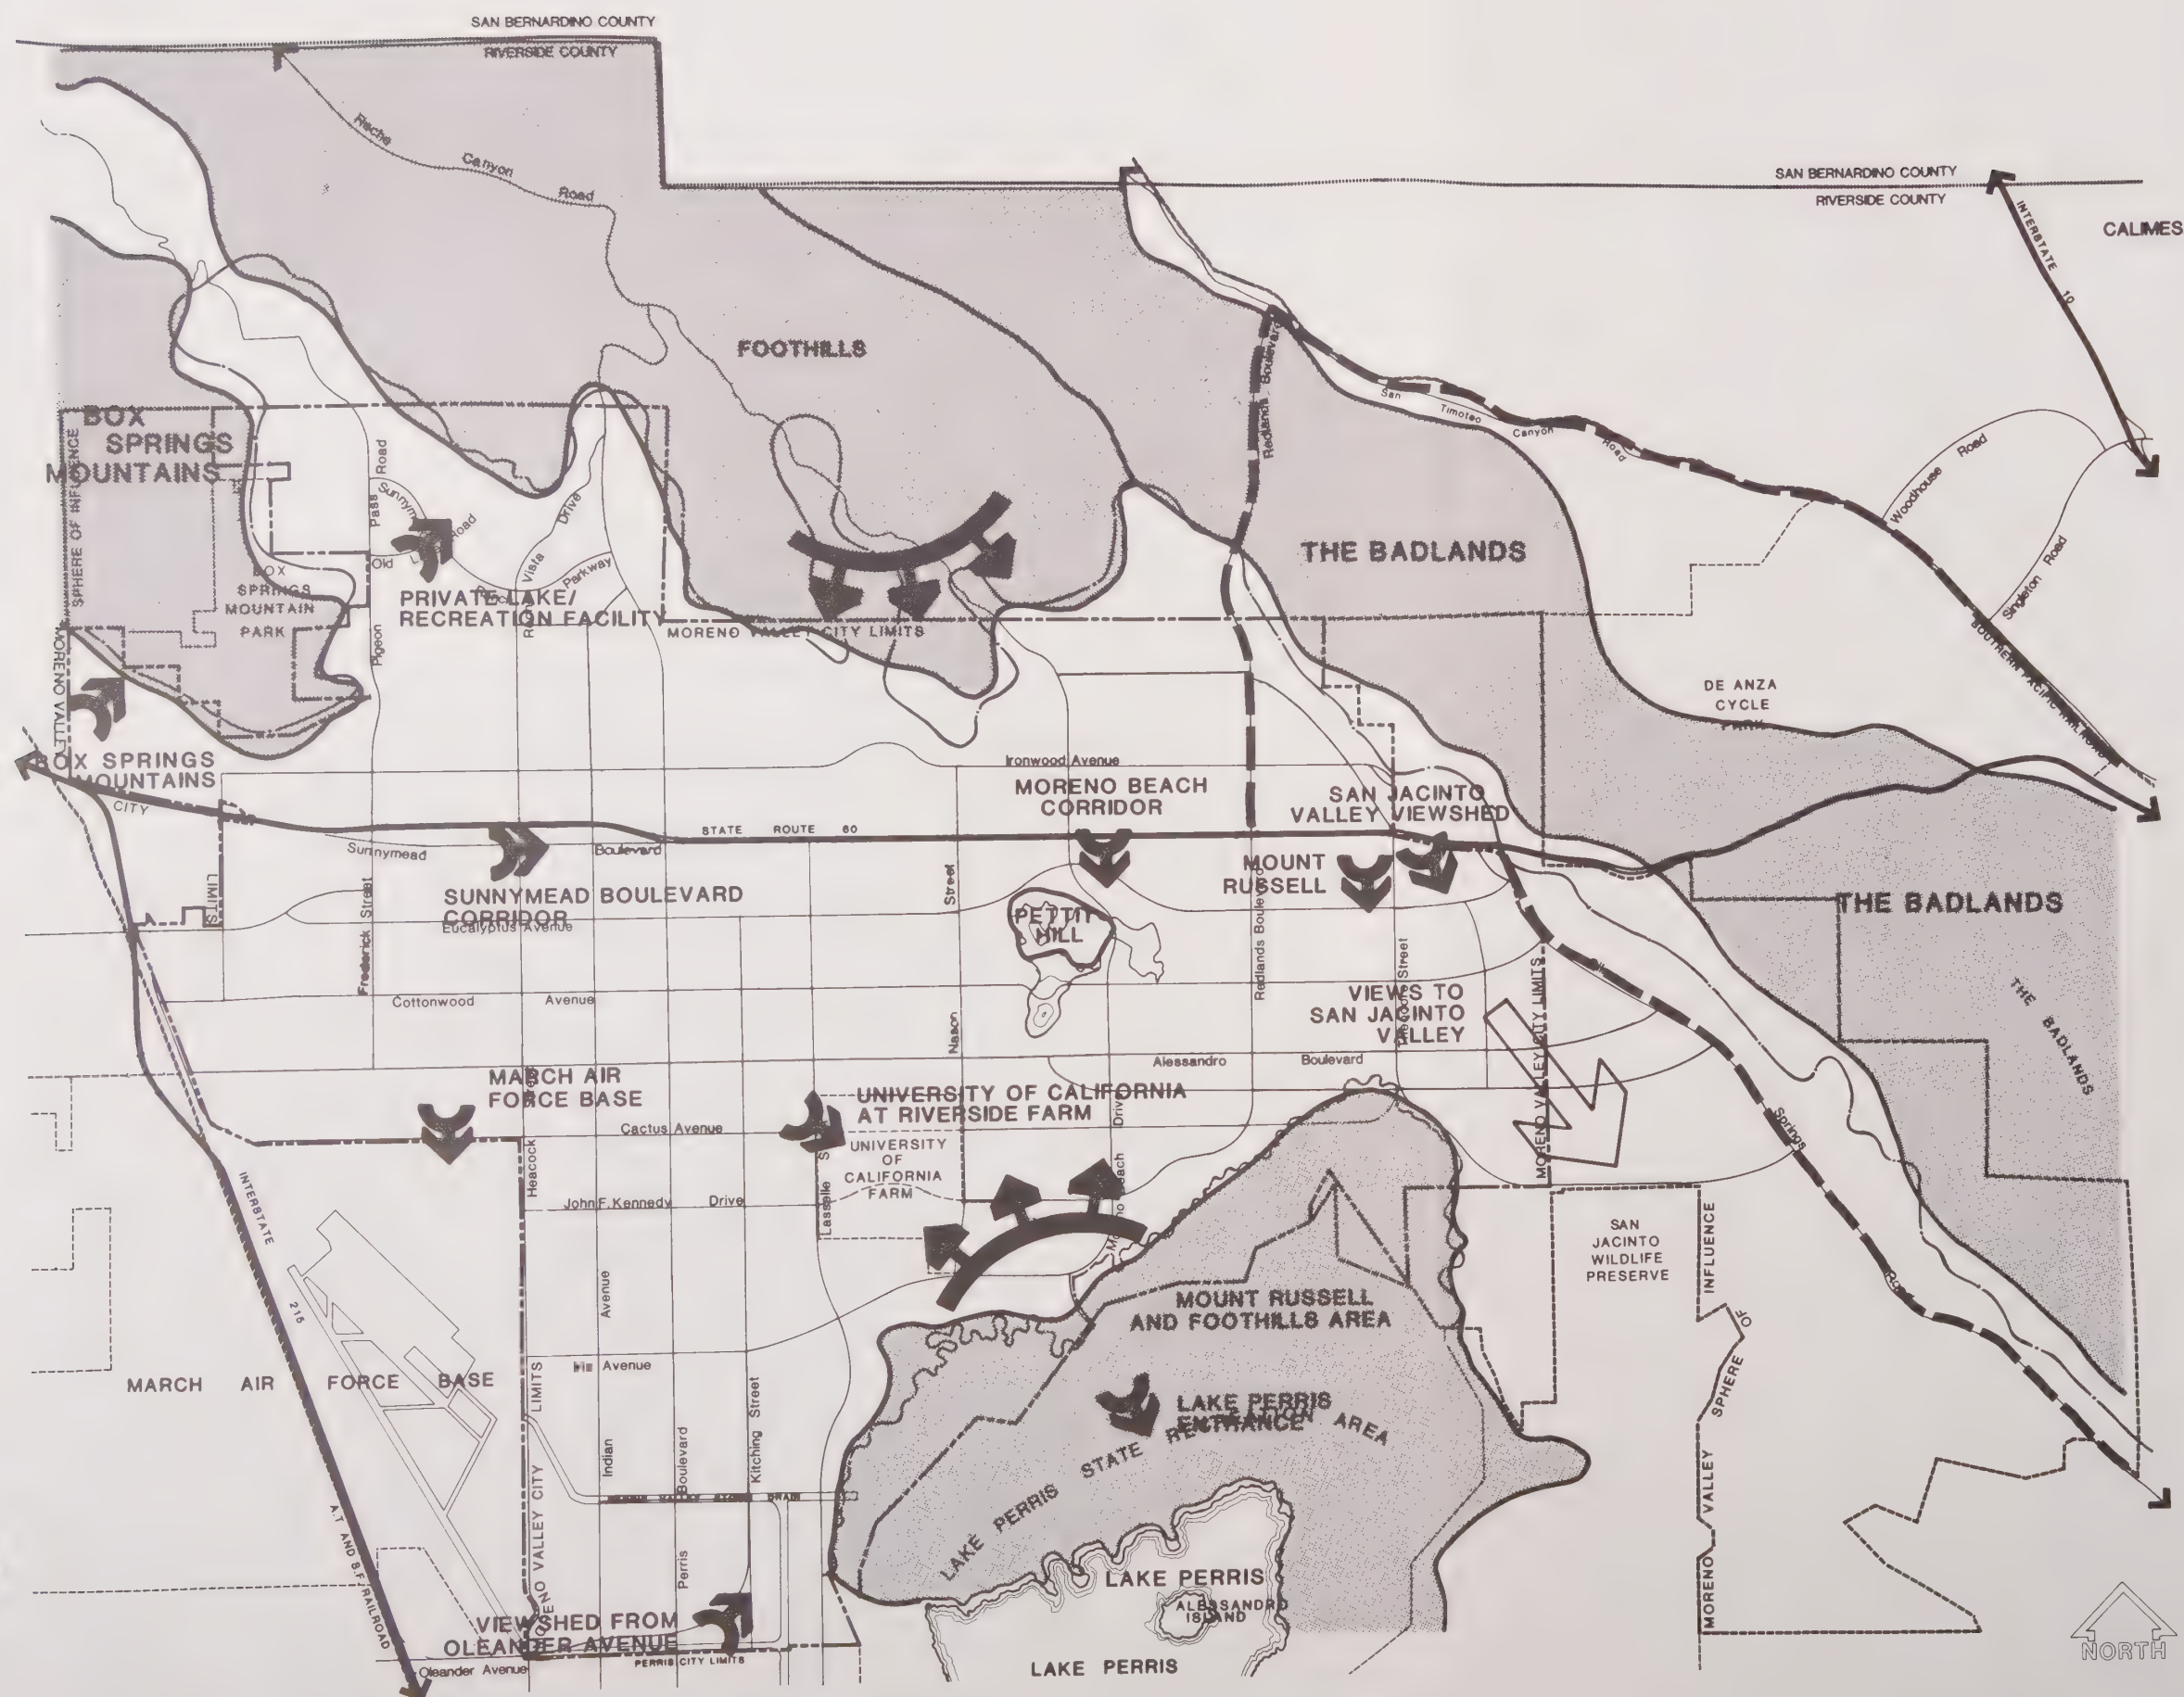 SAN BERNARDINO COUNTY
RIVERSIDE COUNTY
Reche Canyon Road
SAN BERNARDINO COUNTY
RIVERSIDE COUNTY
INTERSTATE 10
CALIMES
FOOTHILLS
Redlands Boulevard
San Timoteo Canyon Road
Woodhouse Road
Singleton Road
SOUTHERN PACIFIC RAILROAD
BOX
SPRINGS
MOUNTAINS
SPHERE OF INFLUENCE
MORENO VALLEY
BOX
SPRINGS
MOUNTAIN
PARK
Pigeon Pass Road
Old
Road
Vista
Drive
Parkway
PRIVATE LAKE/
RECREATION FACILITY
MORENO VALLEY CITY LIMITS
THE BADLANDS
DE ANZA
CYCLE
PARK
BOX SPRINGS
MOUNTAINS
CITY
LIMITS
Ironwood Avenue
MORENO BEACH
CORRIDOR
SAN JACINTO
VALLEY VIEWSHED
STATE ROUTE 60
Sunnymead Boulevard
SUNNYMEAD BOULEVARD
CORRIDOR
Eucalyptus Avenue
Frederick Street
Nason Street
MOUNT
RUSSELL
PETTIT
HILL
Redlands Boulevard
THE BADLANDS
THE BADLANDS
Cottonwood Avenue
VIEWS TO
SAN JACINTO
VALLEY
Street
MORENO VALLEY CITY LIMITS
Alessandro Boulevard
MARCH AIR
FORCE BASE
UNIVERSITY OF CALIFORNIA
AT RIVERSIDE FARM
Cactus Avenue
UNIVERSITY
OF
CALIFORNIA
FARM
Drive
Springs
Road
Heacock
John F. Kennedy Drive
Lasselle
INTERSTATE
215
SAN
JACINTO
WILDLIFE
PRESERVE
MORENO VALLEY SPHERE OF INFLUENCE
MOUNT RUSSELL
AND FOOTHILLS AREA
MARCH AIR FORCE BASE
Avenue
Indian Avenue
Perris Boulevard
Kitching Street
MORENO VALLEY CITY LIMITS
LAKE PERRIS
ENTRANCE
LAKE PERRIS STATE RECREATION AREA
A.T. AND S.F. RAILROAD
LAKE PERRIS
ALESSANDRO
ISLAND
VIEWSHED FROM
OLEANDER AVENUE
Oleander Avenue
PERRIS CITY LIMITS
LAKE PERRIS
NORTH